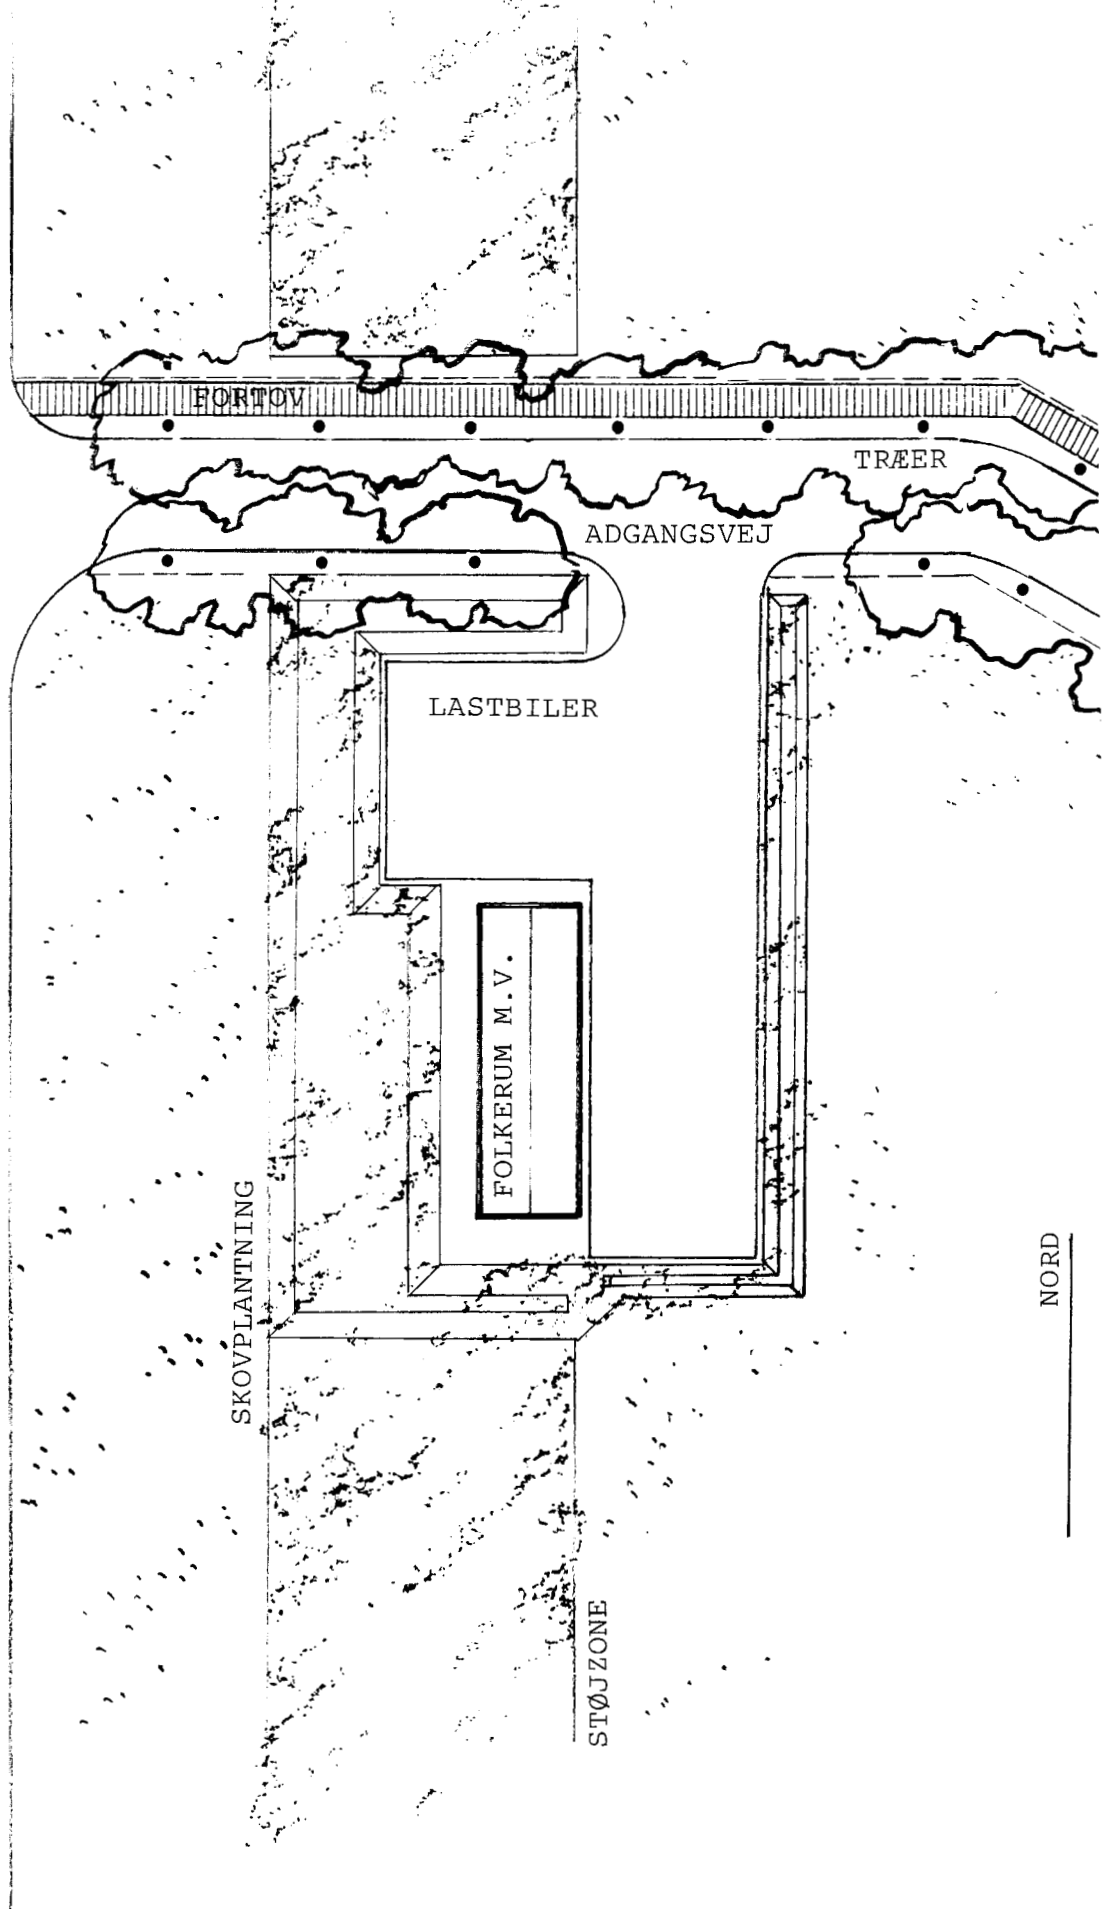 FORTOV
TRÆER
ADGANGSVEJ
LASTBILER
FOLKERUM M.V.
SKOVPLANTNING
NORD
STØJZONE